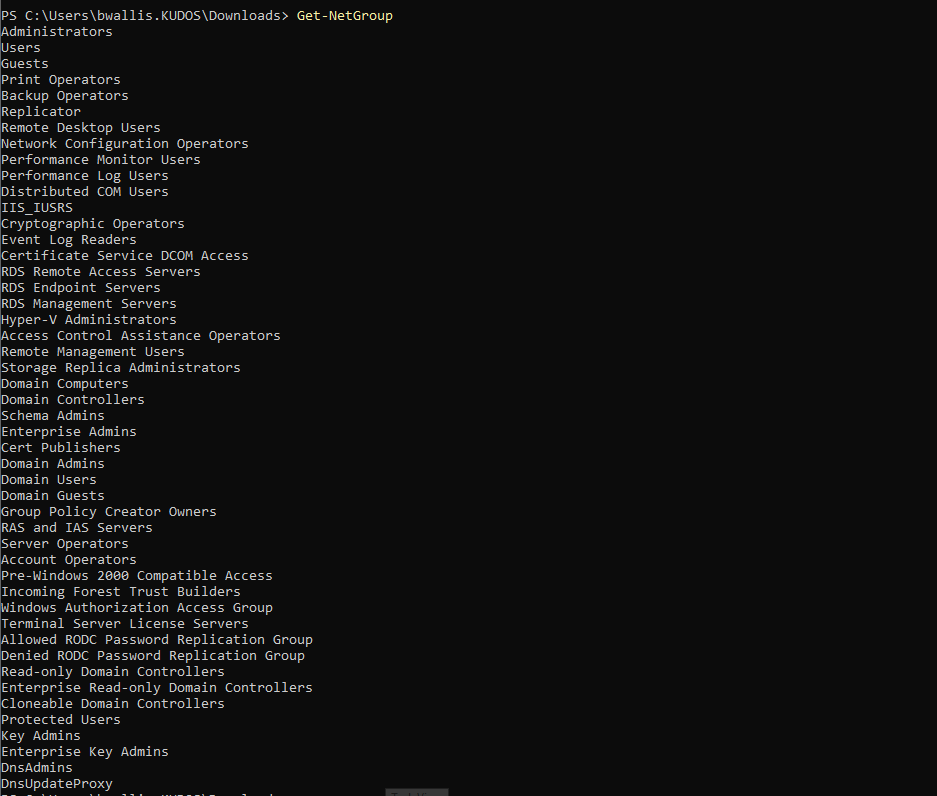 PS C:\Users\bwallis.KUDOS\Downloads> Get-NetGroup
Administrators
Users
Guests
Print Operators
Backup Operators
Replicator
Remote Desktop Users
Network Configuration Operators
Performance Monitor Users
Performance Log Users
Distributed COM Users
IIS_IUSRS
Cryptographic Operators
Event Log Readers
Certificate Service DCOM Access
RDS Remote Access Servers
RDS Endpoint Servers
RDS Management Servers
Hyper-V Administrators
Access Control Assistance Operators
Remote Management Users
Storage Replica Administrators
Domain Computers
Domain Controllers
Schema Admins
Enterprise Admins
Cert Publishers
Domain Admins
Domain Users
Domain Guests
Group Policy Creator Owners
RAS and IAS Servers
Server Operators
Account Operators
Pre-Windows 2000 Compatible Access
Incoming Forest Trust Builders
Windows Authorization Access Group
Terminal Server License Servers
Allowed RODC Password Replication Group
Denied RODC Password Replication Group
Read-only Domain Controllers
Enterprise Read-only Domain Controllers
Cloneable Domain Controllers
Protected Users
Key Admins
Enterprise Key Admins
DnsAdmins
DnsUpdateProxy